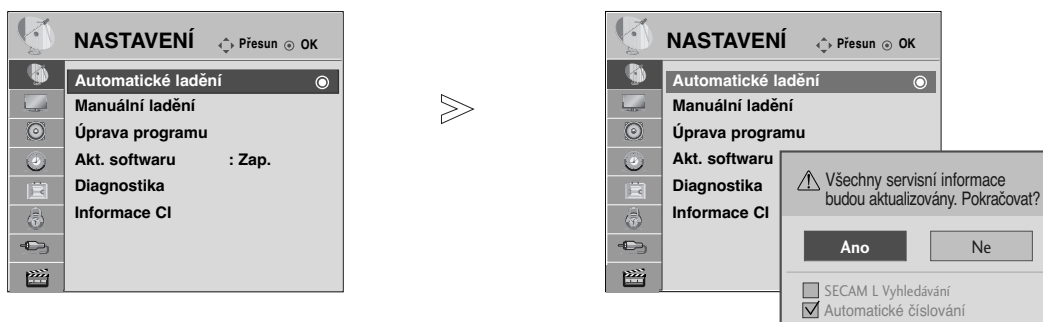 NASTAVENÍ Přesun OK
Automatické ladění
Manuální ladění
Úprava programu
Akt. softwaru : Zap.
Diagnostika
Informace CI
NASTAVENÍ Přesun OK
Automatické ladění
Manuální ladění
Úprava programu
Akt. softwaru
Diagnostika
Informace CI
Všechny servisní informace
budou aktualizovány. Pokračovat?
Ano Ne
SECAM L Vyhledávání
Automatické číslování